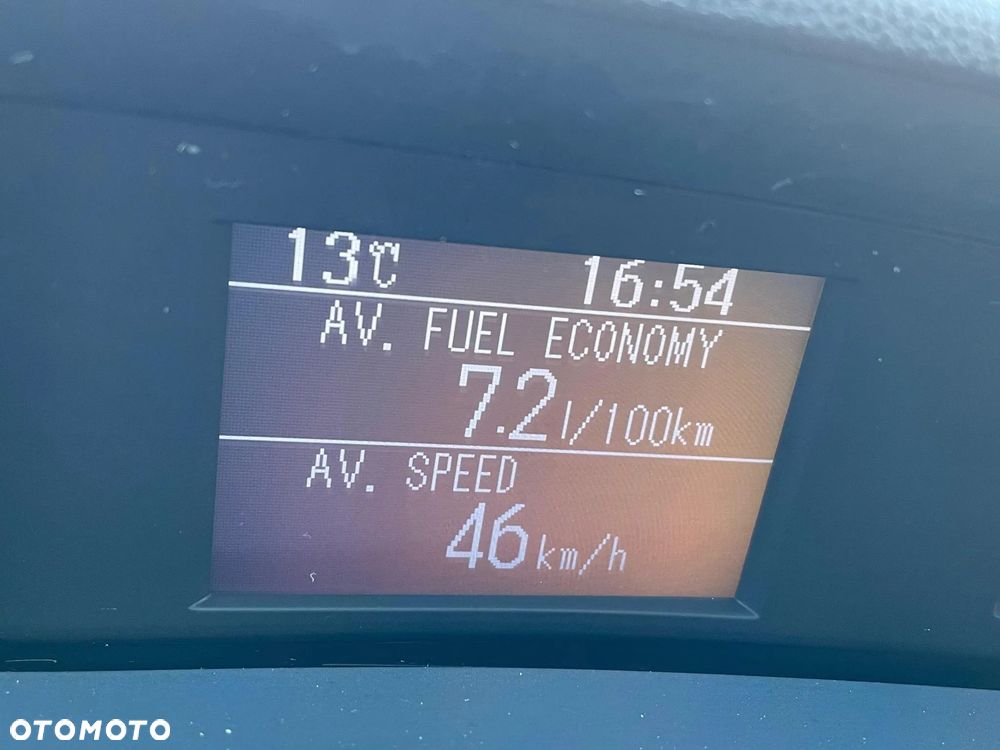 13℃ 16:54
AV. FUEL ECONOMY
7.2 l/100km
AV. SPEED
46 km/h
OTOMOTO